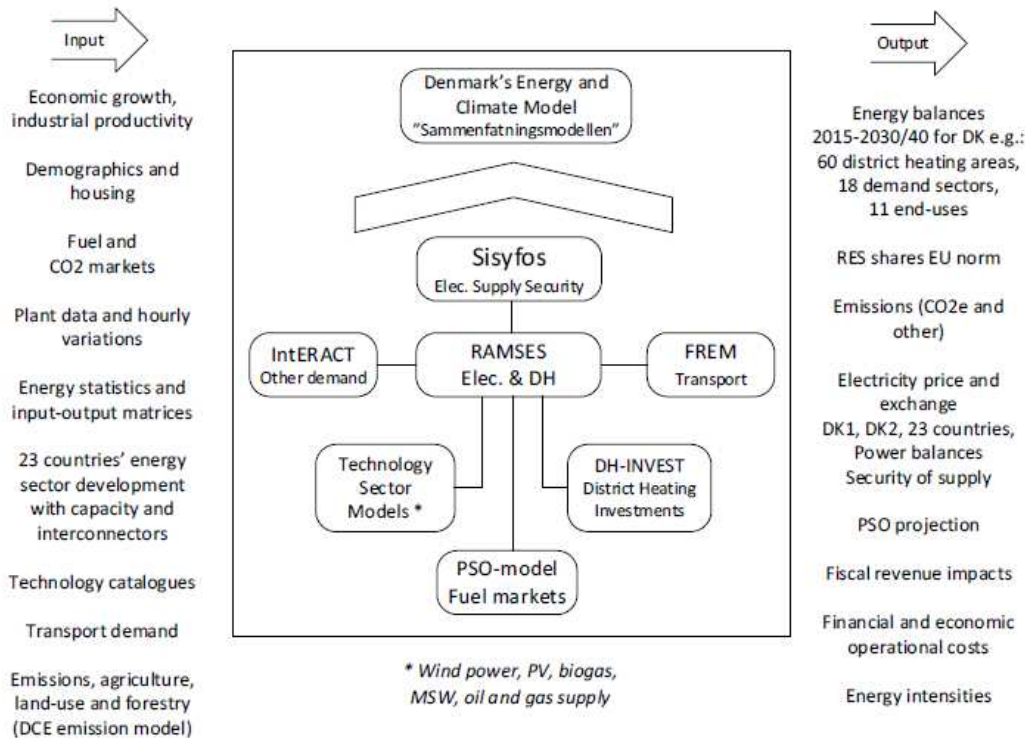 Input
Economic growth,
industrial productivity
Demographics and
housing
Fuel and
CO2 markets
Plant data and hourly
variations
Energy statistics and
input-output matrices
23 countries' energy
sector development
with capacity and
interconnectors
Technology catalogues
Transport demand
Emissions, agriculture,
land-use and forestry
(DCE emission model)
Denmark's Energy and
Climate Model
"Sammenfatningsmodellen"
Sisyfos
Elec. Supply Security
IntERACT
Other demand
RAMSES
Elec. & DH
FREM
Transport
Technology
Sector
Models *
DH-INVEST
District Heating
Investments
PSO-model
Fuel markets
* Wind power, PV, biogas,
MSW, oil and gas supply
Output
Energy balances
2015-2030/40 for DK e.g.:
60 district heating areas,
18 demand sectors,
11 end-uses
RES shares EU norm
Emissions (CO2e and
other)
Electricity price and
exchange
DK1, DK2, 23 countries,
Power balances
Security of supply
PSO projection
Fiscal revenue impacts
Financial and economic
operational costs
Energy intensities